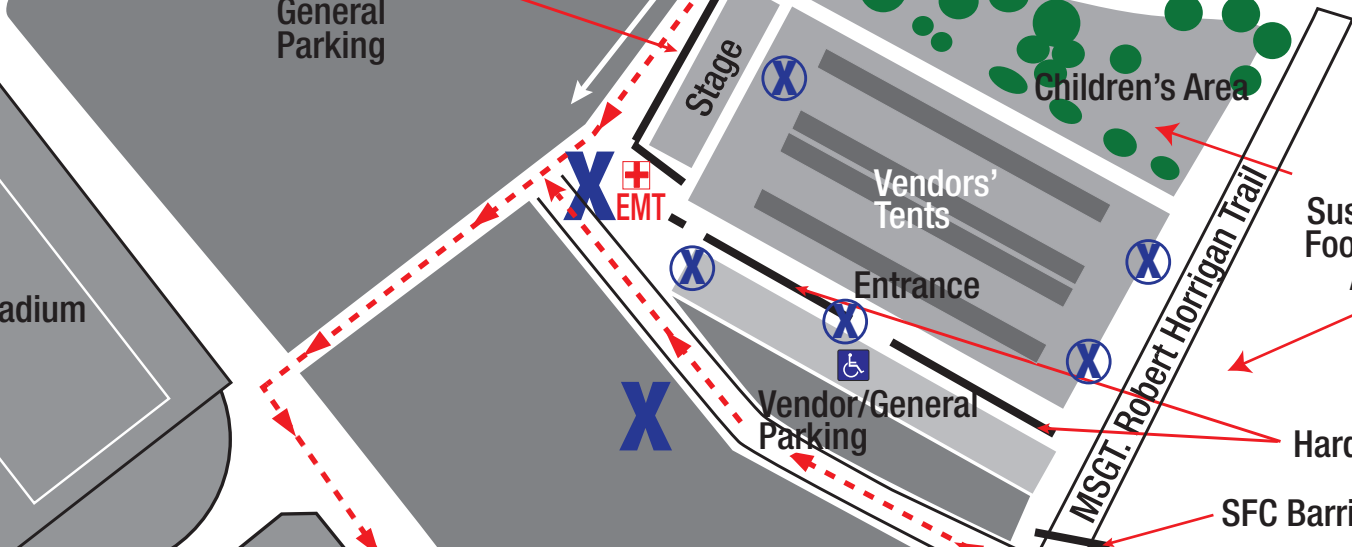 General
Parking
Stage
Children's Area
Vendors'
Tents
X
X
EMT
X
X
Entrance
X
X
X
Vendor/General
Parking
MSGT. Robert Horrigan Trail
SFC Barri
Hard
Sus
Foo
adium